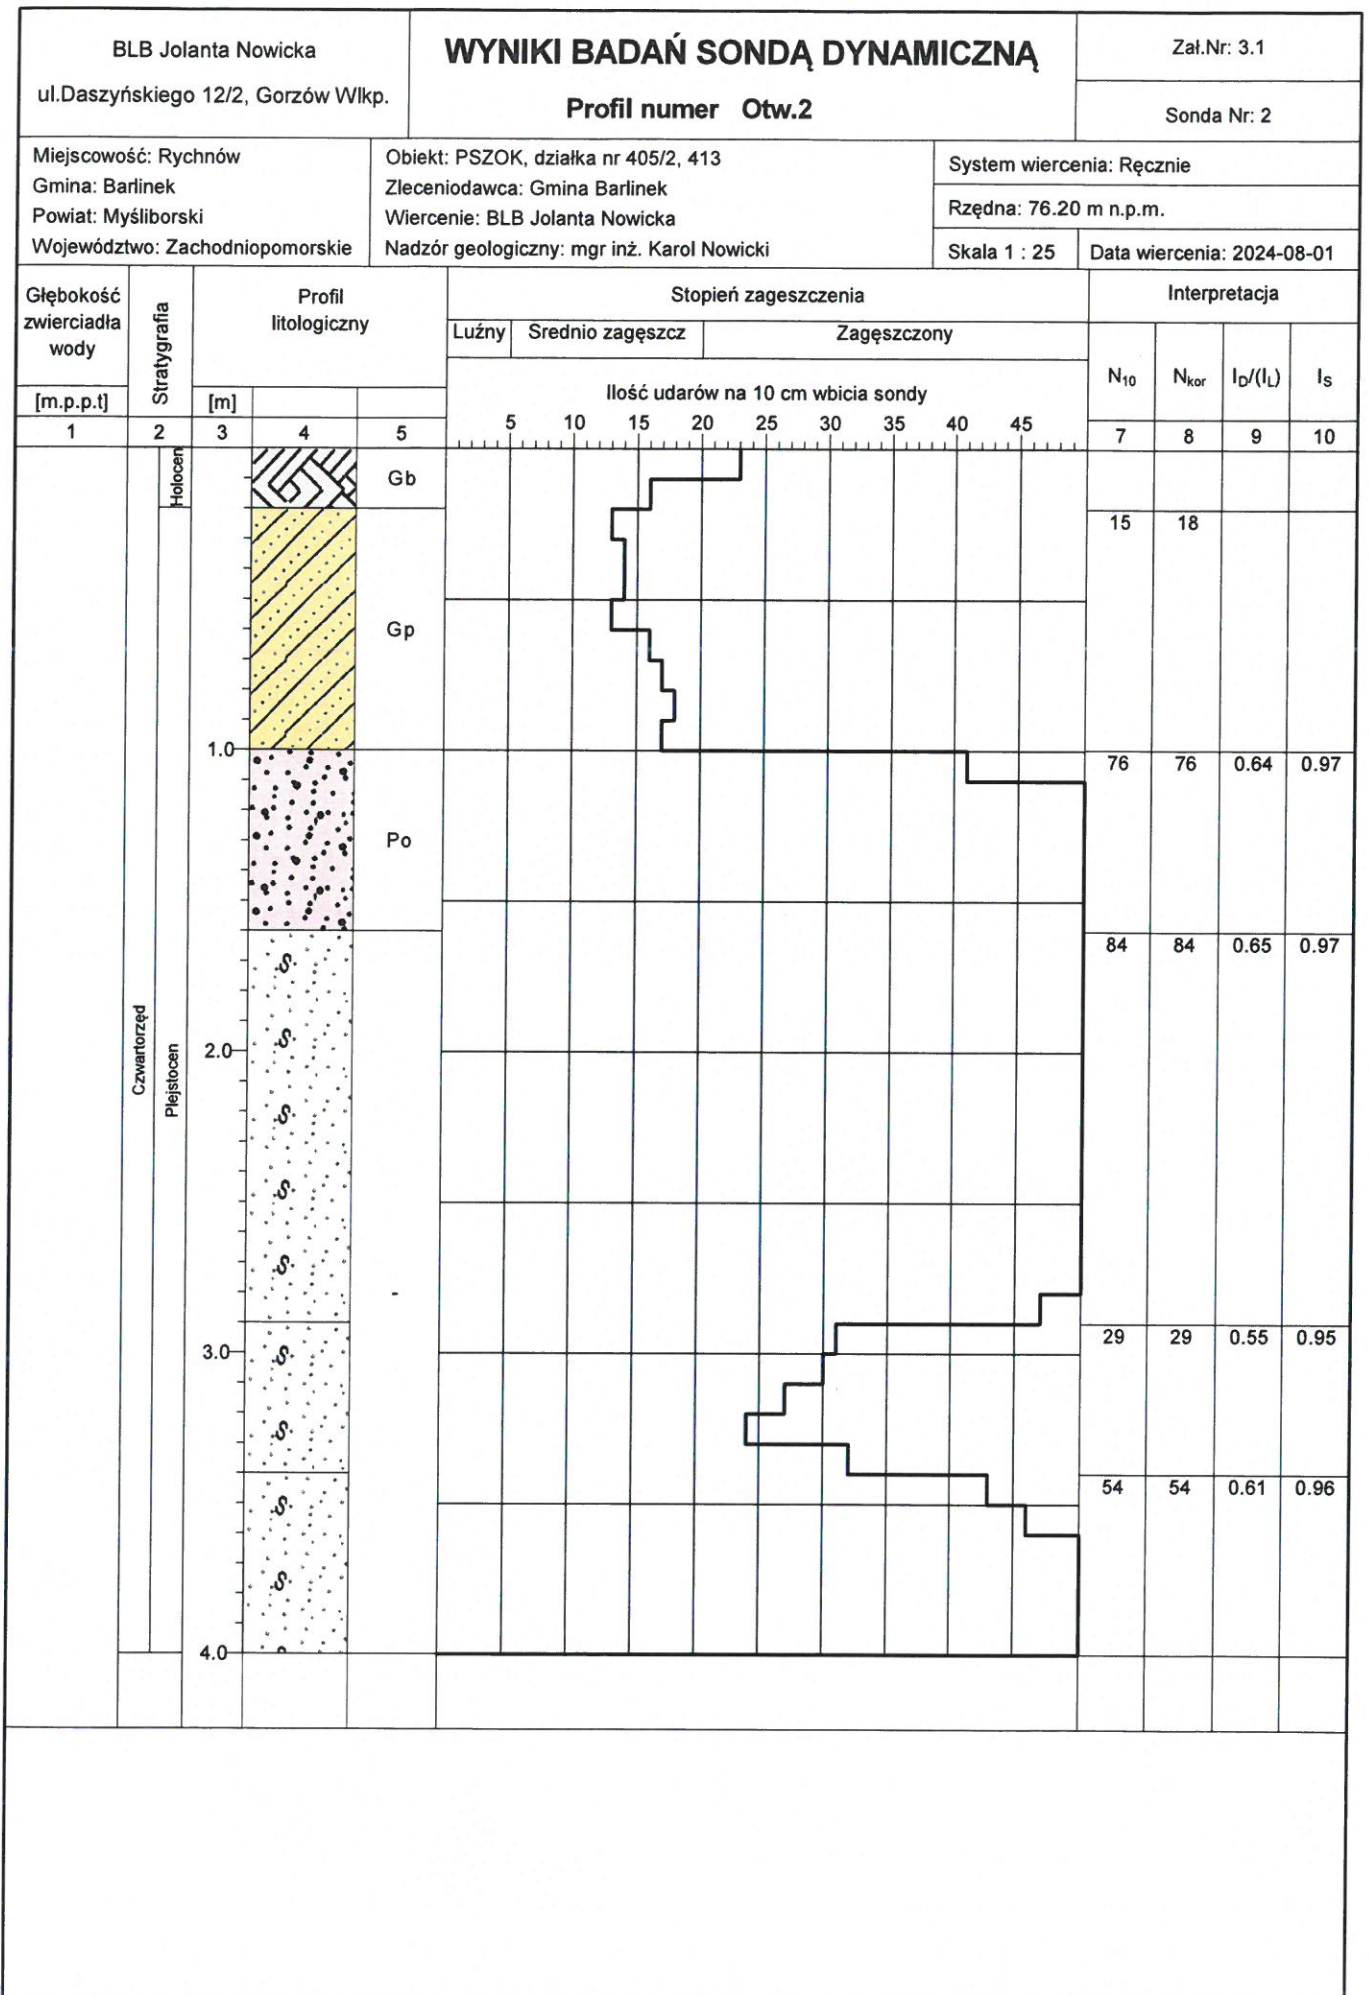 BLB Jolanta Nowicka
ul.Daszyńskiego 12/2, Gorzów Wlkp.
WYNIKI BADAŃ SONDĄ DYNAMICZNĄ
Profil numer Otw.2
Zał.Nr: 3.1
Sonda Nr: 2
Miejscowość: Rychnów
Gmina: Barlinek
Powiat: Myśliborski
Województwo: Zachodniopomorskie
Obiekt: PSZOK, działka nr 405/2, 413
Zleceniodawca: Gmina Barlinek
Wiercenie: BLB Jolanta Nowicka
Nadzór geologiczny: mgr inż. Karol Nowicki
System wiercenia: Ręcznie
Rzędna: 76.20 m n.p.m.
Skala 1 : 25 Data wiercenia: 2024-08-01
Głębokość
zwierciadła
wody
[m.p.p.t]
Stratygrafia
Profil
litologiczny
[m]
Stopień zageszczenia
Luźny Srednio zagęszcz Zagęszczony
Ilość udarów na 10 cm wbicia sondy
5 10 15 20 25 30 35 40 45
Interpretacja
N10 Nkor ID/(IL) IS
1 2 3 4 5 7 8 9 10
Holocen
Gb
15 18
Gp
1.0
76 76 0.64 0.97
Po
84 84 0.65 0.97
Czwartorzęd
Plejstocen
2.0
29 29 0.55 0.95
3.0
54 54 0.61 0.96
4.0